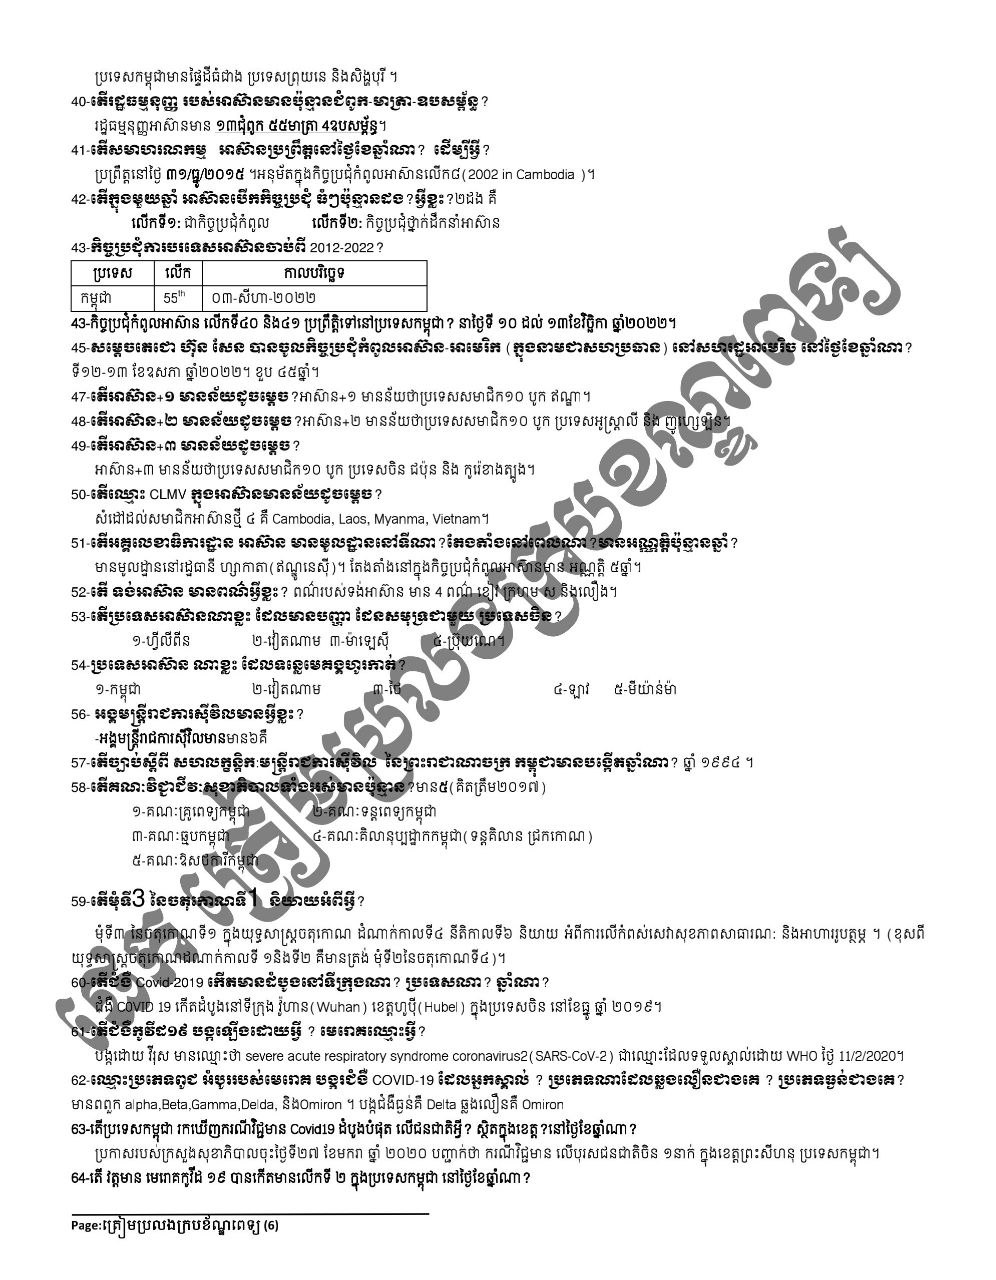 ប្រទេសកម្ពុជាមានផ្ទៃដីធំជាង ប្រទេសព្រុយនេ និងសិង្ហបុរី ។
40-តើរដ្ឋធម្មនុញ្ញ របស់អាស៊ានមានប៉ុន្មានជំពូក-មាត្រា-ឧបសម្ព័ន្ធ?
រដ្ឋធម្មនុញ្ញអាស៊ានមាន ១៣ជុំពូក ៥៥មាត្រា 4ឧបសម្ព័ន្ធ។
41-តើសមាហរណកម្ម អាស៊ានប្រព្រឹត្តនៅថ្ងៃខែឆ្នាំណា? ដើម្បីអ្វី?
ប្រព្រឹត្តនៅថ្ងៃ ៣១/ធ្នូ/២០១៥ ។អនុម័តក្នុងកិច្ចប្រជុំកំពូលអាស៊ានលើក៨(2002 in Cambodia )។
42-តើក្នុងមួយឆ្នាំ អាស៊ានបើកកិច្ចប្រជុំ ធំៗប៉ុន្មានដង?អ្វីខ្លះ?២ដង គឺ
លើកទី១: ជាកិច្ចប្រជុំកំពូល លើកទី២: កិច្ចប្រជុំថ្នាក់ដឹកនាំអាស៊ាន
43-កិច្ចប្រជុំការបរទេសអាស៊ានចាប់ពី 2012-2022?
ប្រទេស លើក កាលបរិច្ឆេទ
កម្ពុជា 55th ០៣-សីហា-២០២២
43-កិច្ចប្រជុំកំពូលអាស៊ាន លើកទី៤០ និង៤១ ប្រព្រឹត្តិទៅនៅប្រទេសកម្ពុជា? នាថ្ងៃទី ១០ ដល់ ១៣ខែវិច្ឆិកា ឆ្នាំ២០២២។
45-សម្តេចតេជោ ហ៊ុន សែន បានចូលកិច្ចប្រជុំកំពូលអាស៊ាន-អាមេរិក (ក្នុងនាមជាសហប្រធាន) នៅសហរដ្ឋអាមេរិច នៅថ្ងៃខែឆ្នាំណា?
ទី១២-១៣ ខែឧសភា ឆ្នាំ២០២២។ ខួប ៤៥ឆ្នាំ។
47-តើអាស៊ាន+១ មានន័យដូចម្តេច?អាស៊ាន+១ មានន័យថាប្រទេសសមាជិក១០ បូក ឥណ្ឌា។
48-តើអាស៊ាន+២ មានន័យដូចម្តេច?អាស៊ាន+២ មានន័យថាប្រទេសសមាជិក១០ បូក ប្រទេសអូស្ត្រាលី និង ញូហ្សេឡិន។
49-តើអាស៊ាន+៣ មានន័យដូចម្តេច?
អាស៊ាន+៣ មានន័យថាប្រទេសសមាជិក១០ បូក ប្រទេសចិន ជប៉ុន និង កូរ៉េខាងត្បូង។
50-តើឈ្មោះ CLMV ក្នុងអាស៊ានមានន័យដូចម្តេច?
សំដៅដល់សមាជិកអាស៊ានថ្មី ៤ គឺ Cambodia, Laos, Myanma, Vietnam។
51-តើអគ្គលេខាធិការដ្ឋាន អាស៊ាន មានមូលដ្ឋាននៅទីណា?តែងតាំងនៅពេលណា?មានអណ្ណត្តិប៉ុន្មានឆ្នាំ?
មានមូលដ្ឋាននៅរដ្ឋធានី ហ្សាកាតា(ឥណ្ឌូនេស៊ី)។ តែងតាំងនៅក្នុងកិច្ចប្រជុំកំពូលអាស៊ានមាន អណ្ណត្តិ ៥ឆ្នាំ។
52-តើ ទង់អាស៊ាន មានពណ៌អ្វីខ្លះ? ពណ៌របស់ទង់អាស៊ាន មាន 4 ពណ៌ ខៀវ ក្រហម ស និងលឿង។
53-តើប្រទេសអាស៊ានណាខ្លះ ដែលមានបញ្ហា ដែនសមុទ្រជាមួយ ប្រទេសចិន?
១-ហ្វីលីពីន ២-វៀតណាម ៣-ម៉ាឡេស៊ី ៤-ប្រ៊ុយណេ។
54-ប្រទេសអាស៊ាន ណាខ្លះ ដែលទន្លេមេគង្គហូរកាត់?
១-កម្ពុជា ២-វៀតណាម ៣-ថៃ ៤-ឡាវ ៥-មីយ៉ាន់ម៉ា
56- អង្គមន្ត្រីរាជការស៊ីវិលមានអ្វីខ្លះ?
-អង្គមន្ត្រីរាជការស៊ីវិលមានមាន៦គឺ
57-តើច្បាប់ស្តីពី សហលក្ខន្តិកៈមន្ត្រីរាជការស៊ីវិល នៃព្រះរាជាណាចក្រ កម្ពុជាមានបង្កើតឆ្នាំណា? ឆ្នាំ ១៩៩៤ ។
58-តើគណៈវិជ្ជាជីវៈសុខាភិបាលទាំងអស់មានប៉ុន្មាន?មាន៥(គិតត្រឹម២០១៧)
១-គណៈគ្រូពេទ្យកម្ពុជា ២-គណៈទន្តពេទ្យកម្ពុជា
៣-គណៈឆ្មបកម្ពុជា ៤-គណៈគិលានុប្បដ្ឋាកកម្ពុជា(ទន្តគិលាន ជ្រកកោណ)
៥-គណៈឱសថការីកម្ពុជា
59-តើមុំទី3 នៃចតុកោណទី1 និយាយអំពីអ្វី?
មុំទី៣ នៃចតុកោណទី១ ក្នុងយុទ្ធសាស្ត្រចតុកោណ ដំណាក់កាលទី៤ នីតិកាលទី៦ និយាយ អំពីការលើកំពស់សេវាសុខភាពសាធារណៈ និងអាហារូបត្ថម្ភ ។ (ខុសពី
យុទ្ធសាស្ត្រចតុកោណដំណាក់កាលទី ១និងទី២ គឺមានត្រង់ មុំទី២នៃចតុកោណទី៤)។
60-តើជំងឺ Covid-2019 កើតមានដំបូងនៅទីក្រុងណា? ប្រទេសណា? ឆ្នាំណា?
ជំងឺ COVID 19 កើតដំបូងនៅទីក្រុង វ៉ូហាន(Wuhan) ខេត្តហូប៉ី(Hubei) ក្នុងប្រទេសចិន នៅខែធ្នូ ឆ្នាំ ២០១៩។
61-តើជំងឺកូវីដ១៩ បង្កឡើងដោយអ្វី ? មេរោគឈ្មោះអ្វី?
បង្កដោយ វីរុស មានឈ្មោះថា severe acute respiratory syndrome coronavirus2(SARS-CoV-2) ជាឈ្មោះដែលទទួលស្គាល់ដោយ WHO ថ្ងៃ 11/2/2020។
62-ឈ្មោះប្រភេទពូជ អំបូររបស់មេរោគ បង្ករជំងឺ COVID-19 ដែលអ្នកស្គាល់ ? ប្រភេទណាដែលឆ្លងលឿនជាងគេ ? ប្រភេទធ្ងន់ជាងគេ?
មានពពួក alpha,Beta,Gamma,Delda, និងOmiron ។ បង្កជំងឺធ្ងន់គឺ Delta ឆ្លងលឿនគឺ Omiron
63-តើប្រទេសកម្ពុជា រកឃើញករណីវិជ្ជមាន Covid19 ដំបូងបំផុត លើជនជាតិអ្វី? ស្ថិតក្នុងខេត្ត?នៅថ្ងៃខែឆ្នាំណា?
ប្រកាសរបស់ក្រសួងសុខាភិបាលចុះថ្ងៃទី២៧ ខែមករា ឆ្នាំ ២០២០ បញ្ជាក់ថា ករណីវិជ្ជមាន លើបុរសជនជាតិចិន ១នាក់ ក្នុងខេត្តព្រះសីហនុ ប្រទេសកម្ពុជា។
64-តើ វត្តមាន មេរោគកូវីដ ១៩ បានកើតមានលើកទី ២ ក្នុងប្រទេសកម្ពុជា នៅថ្ងៃខែឆ្នាំណា?
Page:ត្រៀមប្រលងក្របខ័ណ្ឌពេទ្យ (6)